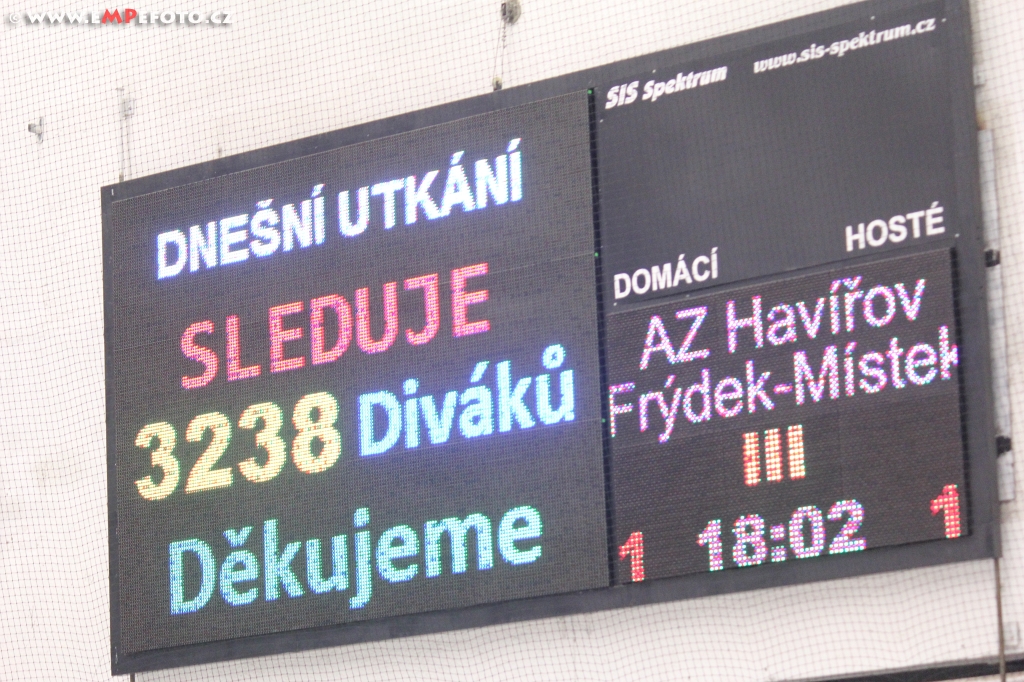 © WWW.EMPEFOTO.CZ
SIS Spektrum www.sis-spektrum.cz
DNEŠNÍ UTKÁNÍ
SLEDUJE
3238 Diváků
Děkujeme
DOMÁCÍ HOSTÉ
AZ Havířov
Frýdek-Místek
III
1 18:02 1